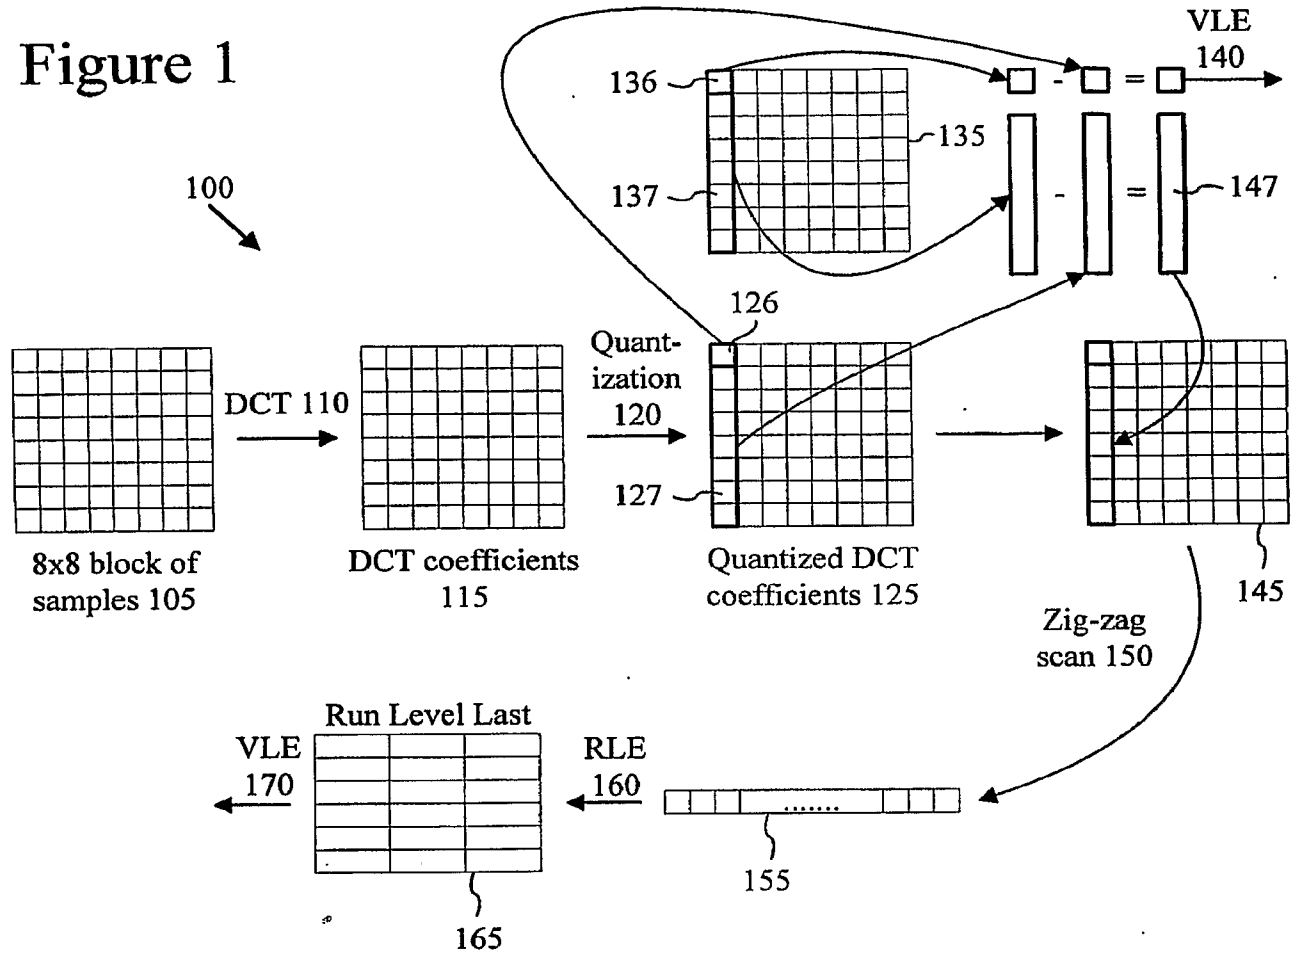 Figure 1
VLE
140
136
135
100
137
147
-
=
-
=
126
Quant-
ization
120
DCT 110
127
8x8 block of
samples 105
DCT coefficients
115
Quantized DCT
coefficients 125
145
Zig-zag
scan 150
Run Level Last
VLE
170
RLE
160
.......
155
165